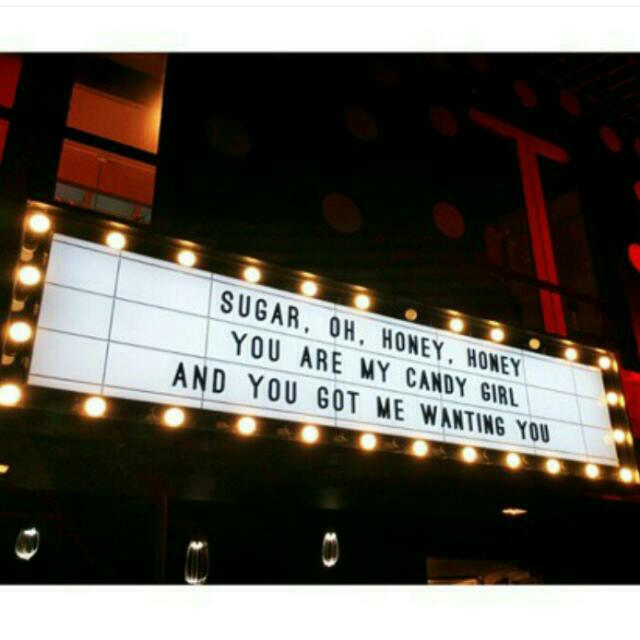 SUGAR, OH, HONEY, HONEY
YOU ARE MY CANDY GIRL
AND YOU GOT ME WANTING YOU